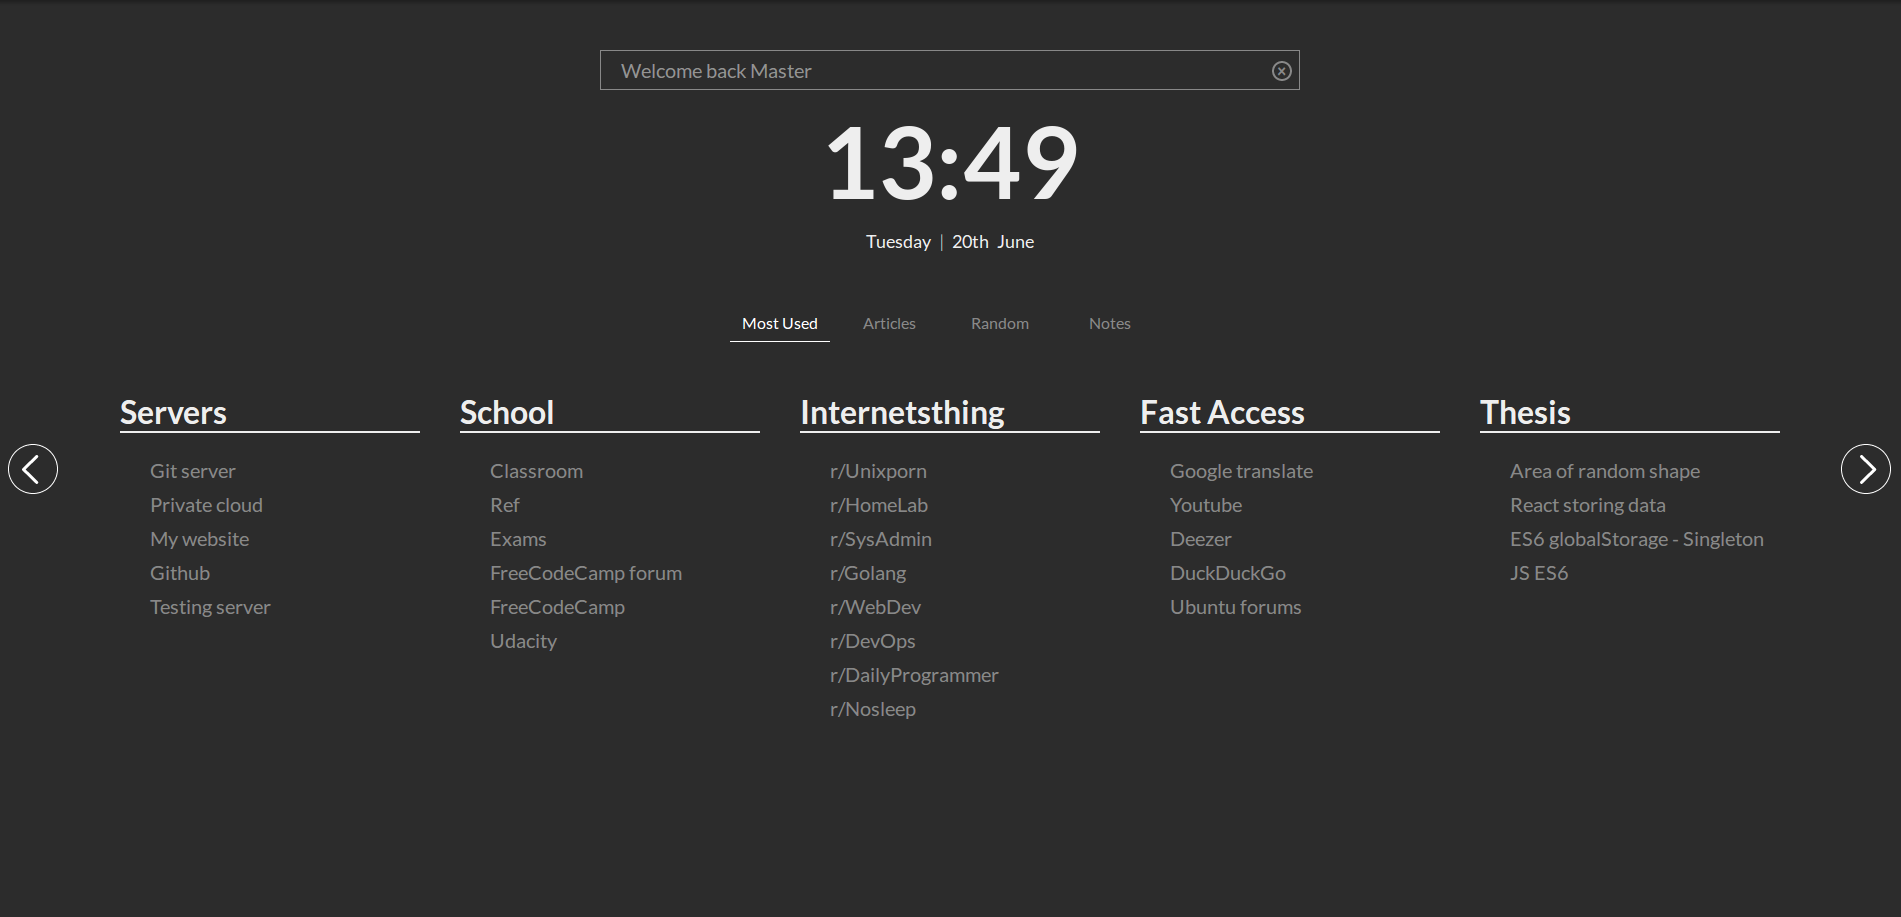 Welcome back Master
13:49
Tuesday | 20th June
Most Used Articles Random Notes
Servers
Git server
Private cloud
My website
Github
Testing server
School
Classroom
Ref
Exams
FreeCodeCamp forum
FreeCodeCamp
Udacity
Internetsthing
r/Unixporn
r/HomeLab
r/SysAdmin
r/Golang
r/WebDev
r/DevOps
r/DailyProgrammer
r/Nosleep
Fast Access
Google translate
Youtube
Deezer
DuckDuckGo
Ubuntu forums
Thesis
Area of random shape
React storing data
ES6 globalStorage - Singleton
JS ES6